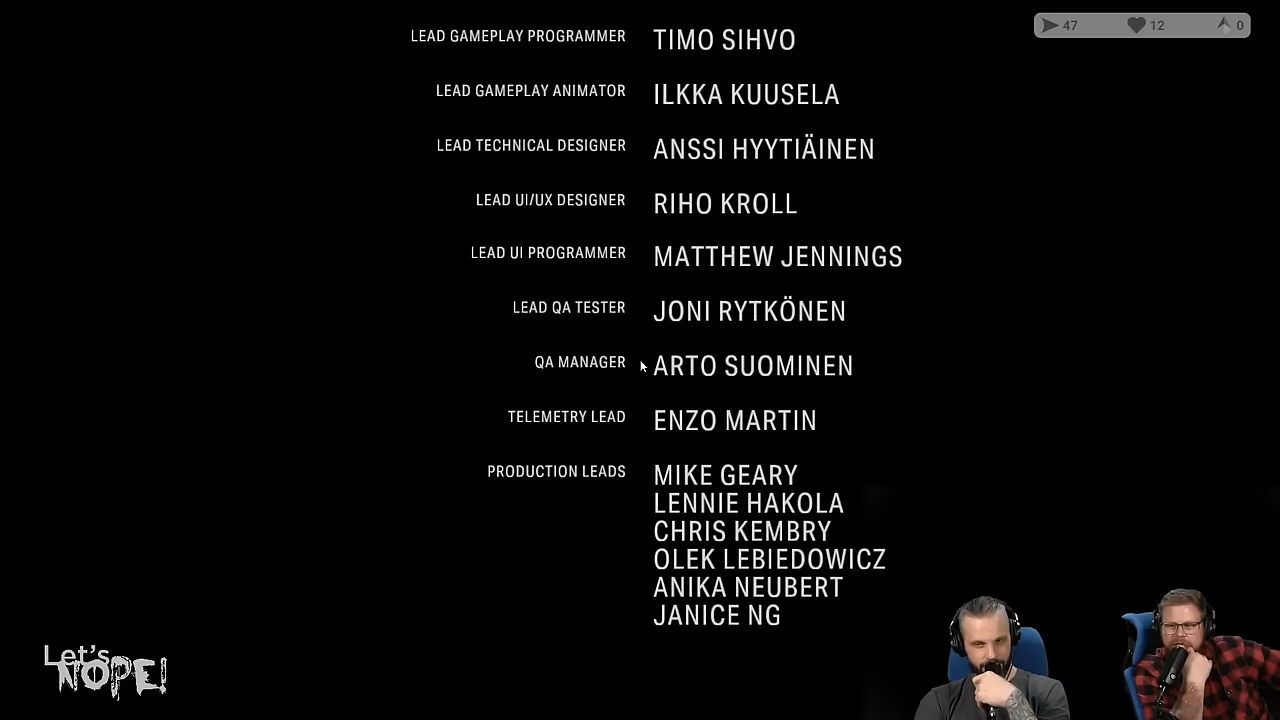 LEAD GAMEPLAY PROGRAMMER TIMO SIHVO
47 12 0
LEAD GAMEPLAY ANIMATOR ILKKA KUUSELA
LEAD TECHNICAL DESIGNER ANSSI HYYTIÄINEN
LEAD UI/UX DESIGNER RIHO KROLL
LEAD UI PROGRAMMER MATTHEW JENNINGS
LEAD QA TESTER JONI RYTKÖNEN
QA MANAGER ARTO SUOMINEN
TELEMETRY LEAD ENZO MARTIN
PRODUCTION LEADS MIKE GEARY
LENNIE HAKOLA
CHRIS KEMBRY
OLEK LEBIEDOWICZ
ANIKA NEUBERT
JANICE NG
Let's
NOPE!